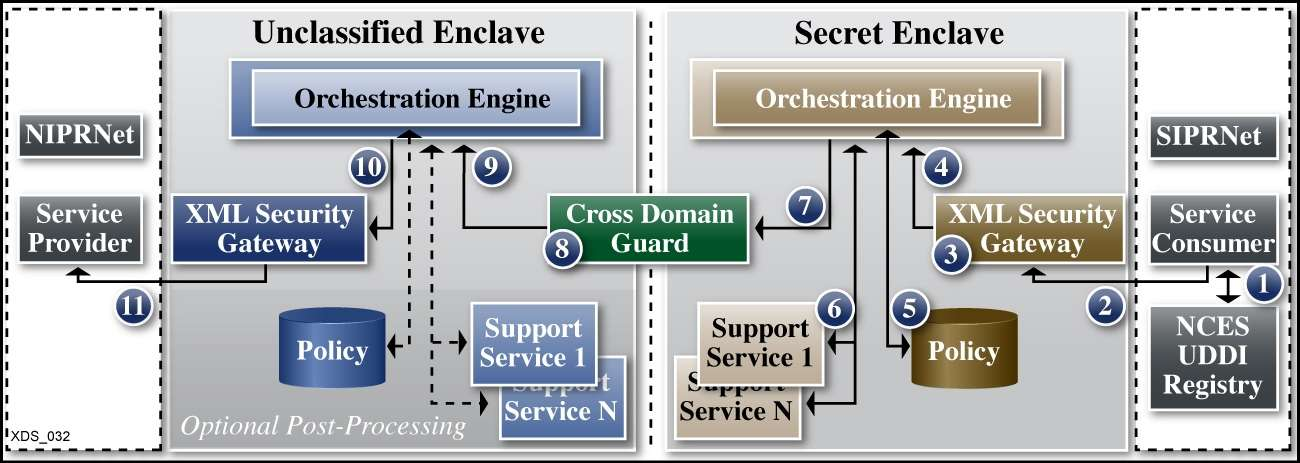 Unclassified Enclave
Secret Enclave
Orchestration Engine
Orchestration Engine
NIPRNet
SIPRNet
10
9
4
7
Service
Provider
XML Security
Gateway
Cross Domain
Guard
8
XML Security
Gateway
3
Service
Consumer
11
2
1
6
5
Policy
Support
Service 1
Support
Service N
Support
Service 1
Support
Service N
Policy
NCES
UDDI
Registry
Optional Post-Processing
XDS_032